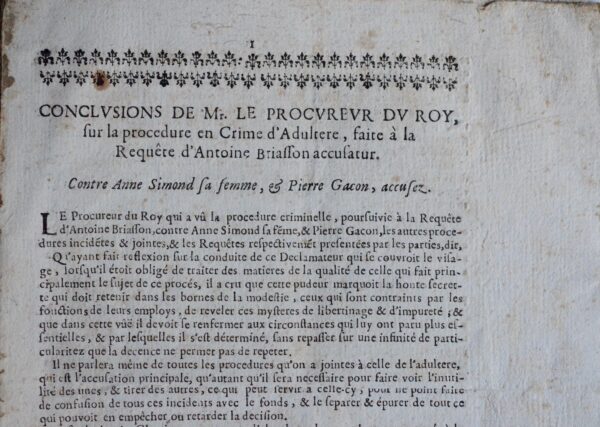 1
CONCLVSIONS DE Mr. LE PROCVREVR DV ROY,
sur la procedure en Crime d'Adultere, faite à la
Requête d'Antoine Briasson accusatur.
Contre Anne Simond sa femme, & Pierre Gacon, accusez.
LE Procureur du Roy qui a vû la procedure criminelle, poursuivie à la Requête
d'Antoine Briasson, contre Anne Simond sa féme, & Pierre Gacon, les autres proce-
dures incidétes & jointes, & les Requêtes respectivemét presentées par les parties, dit,
Qu'ayant fait reflexion sur la conduite de ce Declamateur qui se couvroit le visa-
ge, lorsqu'il étoit obligé de traiter des matieres de la qualité de celle qui fait prin-
cipalement le sujet de ce procés, il a cru que cette pudeur marquoit la honte secret-
te qui doit retenir dans les bornes de la modestie, ceux qui sont contraints par les
fonctions de leurs employs, de reveler ces mysteres de libertinage & d'impureté; &
que dans cette vûë il devoit se renfermer aux circonstances qui luy ont paru plus es-
sentielles, & par lesquelles il s'est déterminé, sans repasser sur une infinité de par-
ticularitez que la decence ne permet pas de repeter.
Il ne parlera même de toutes les procedures qu'on a jointes à celle de l'adultere,
qui est l'accusation principale, qu'autant qu'il sera necessaire pour faire voir l'inuti-
lité des unes, & tirer des autres, ce qui peut servir à celle-cy, pour ne point faire
de confusion de tous ces incidents avec le fonds, & le separer & épurer de tout ce
qui pouvoit en empêcher ou retarder la decision.